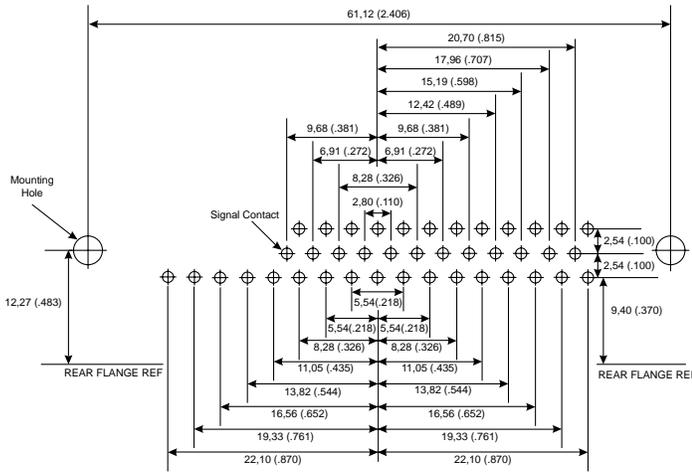 61,12 (2.406)
20,70 (.815)
17,96 (.707)
15,19 (.598)
12,42 (.489)
9,68 (.381) 9,68 (.381)
6,91 (.272) 6,91 (.272)
8,28 (.326)
Mounting
Hole
2,80 (.110)
Signal Contact
2,54 (.100)
2,54 (.100)
12,27 (.483)
5,54(.218)
9,40 (.370)
5,54(.218) 5,54(.218)
8,28 (.326) 8,28 (.326)
11,05 (.435) 11,05 (.435)
REAR FLANGE REF REAR FLANGE REF
13,82 (.544) 13,82 (.544)
16,56 (.652) 16,56 (.652)
19,33 (.761) 19,33 (.761)
22,10 (.870) 22,10 (.870)